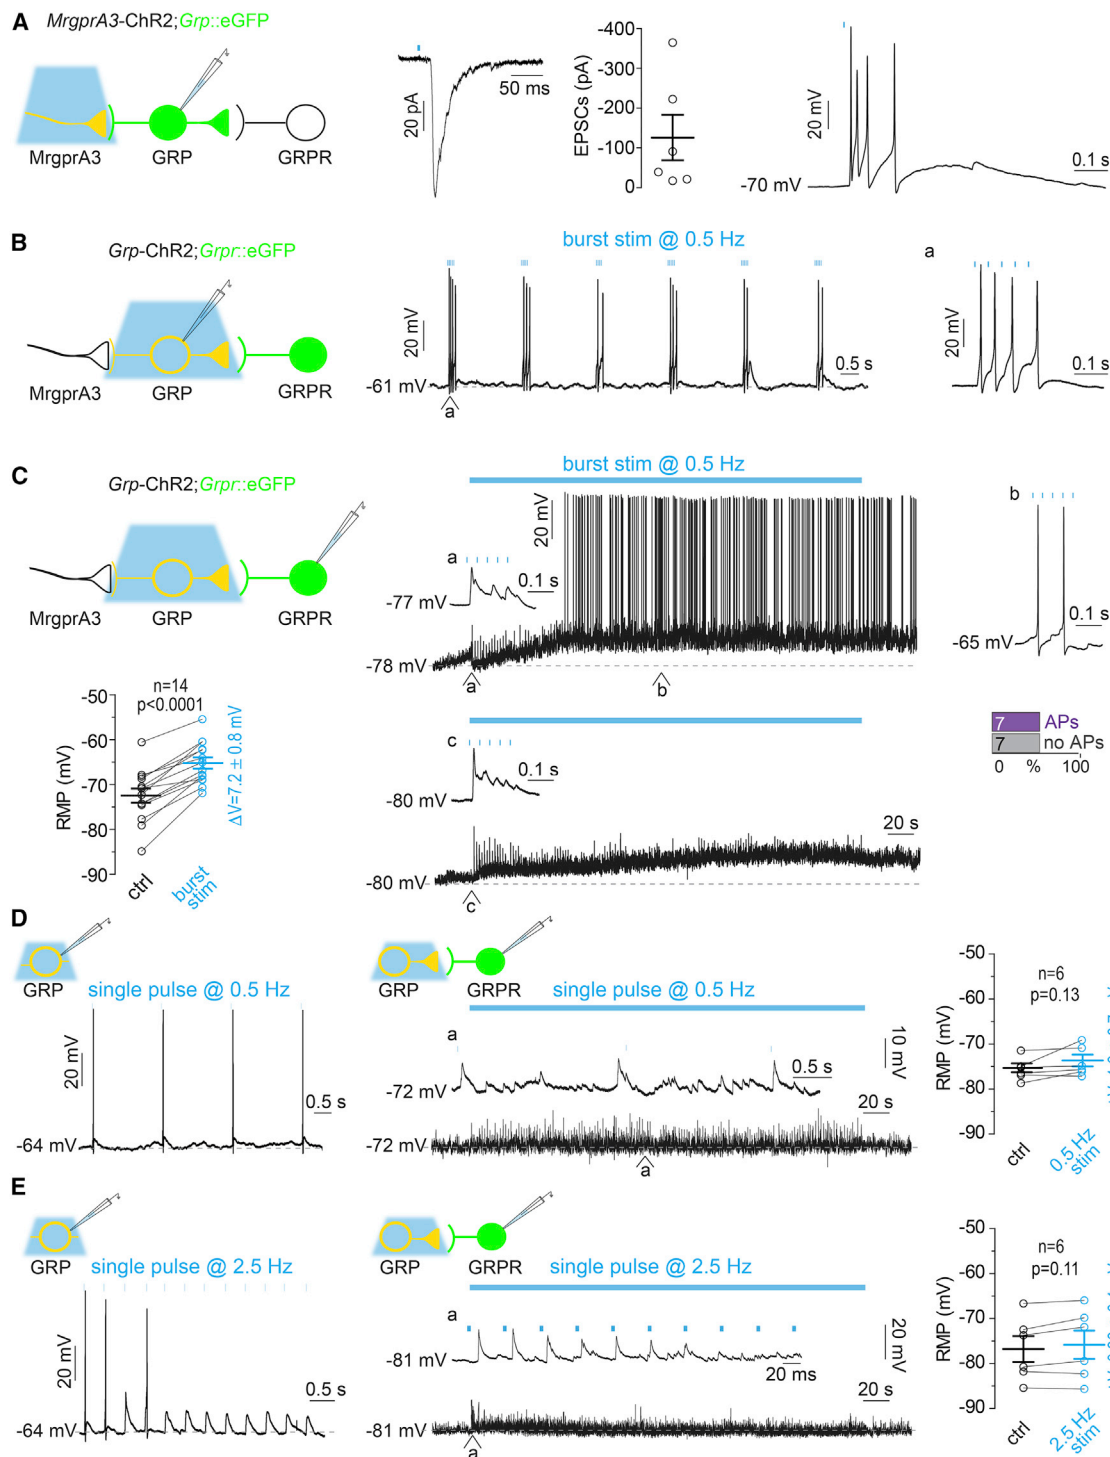 A
MrgprA3-ChR2;Grp::eGFP
MrgprA3
GRP
GRPR
20 pA
50 ms
EPSCs (pA)
-400
-300
-200
-100
0
20 mV
-70 mV
0.1 s
B
Grp-ChR2;Grpr::eGFP
MrgprA3
GRP
GRPR
burst stim @ 0.5 Hz
20 mV
-61 mV
0.5 s
a
a
20 mV
0.1 s
C
Grp-ChR2;Grpr::eGFP
MrgprA3
GRP
GRPR
burst stim @ 0.5 Hz
20 mV
a
0.1 s
-77 mV
-78 mV
a
b
b
0.1 s
-65 mV
7 APs
7 no APs
0 % 100
n=14
p<0.0001
RMP (mV)
-50
-60
-70
-80
-90
ctrl
burst
stim
ΔV=7.2 ± 0.8 mV
c
0.1 s
-80 mV
20 s
-80 mV
c
D
GRP
single pulse @ 0.5 Hz
20 mV
0.5 s
-64 mV
GRP
GRPR
single pulse @ 0.5 Hz
a
10 mV
0.5 s
-72 mV
20 s
-72 mV
a
n=6
p=0.13
RMP (mV)
-50
-60
-70
-80
-90
ctrl
0.5 Hz
stim
E
GRP
single pulse @ 2.5 Hz
20 mV
0.5 s
-64 mV
GRP
GRPR
single pulse @ 2.5 Hz
a
20 mV
-81 mV
20 ms
20 s
-81 mV
a
n=6
p=0.11
RMP (mV)
-50
-60
-70
-80
-90
ctrl
2.5 Hz
stim